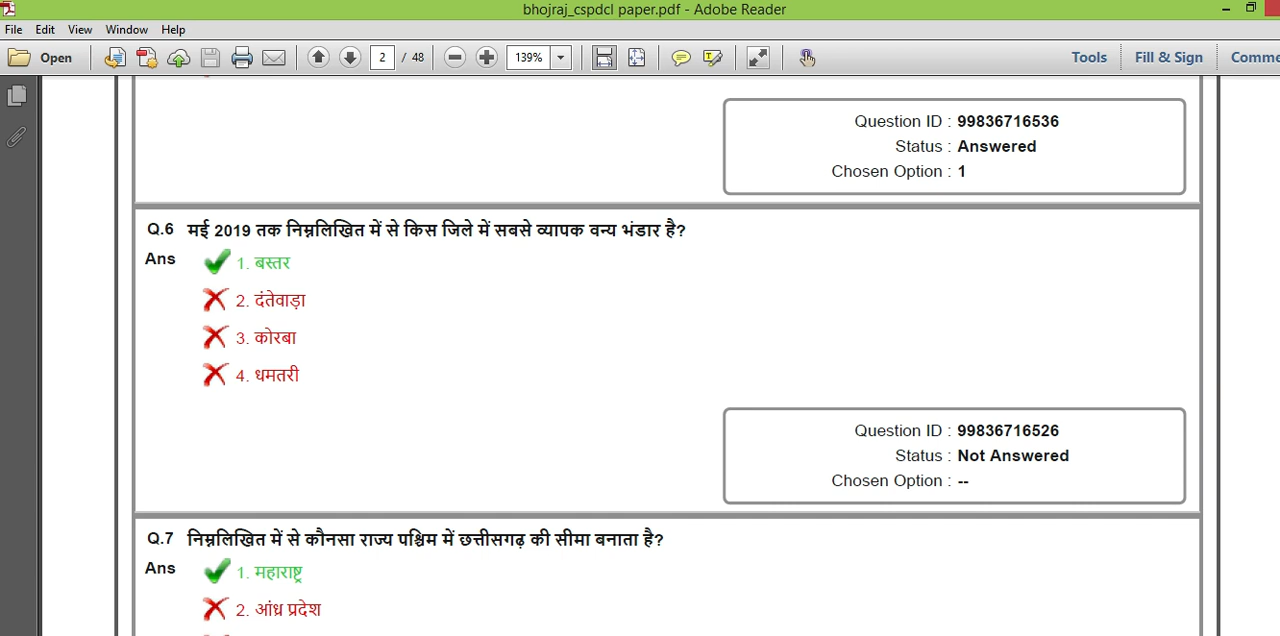 bhojraj_cspdcl paper.pdf - Adobe Reader
File Edit View Window Help
Open 2 / 48 139% Tools Fill & Sign Comme
Question ID : 99836716536
Status : Answered
Chosen Option : 1
Q.6 मई 2019 तक निम्नलिखित में से किस जिले में सबसे व्यापक वन्य भंडार है?
Ans 1. बस्तर
2. दंतेवाड़ा
3. कोरबा
4. धमतरी
Question ID : 99836716526
Status : Not Answered
Chosen Option : --
Q.7 निम्नलिखित में से कौनसा राज्य पश्चिम में छत्तीसगढ़ की सीमा बनाता है?
Ans 1. महाराष्ट्र
2. आंध्र प्रदेश